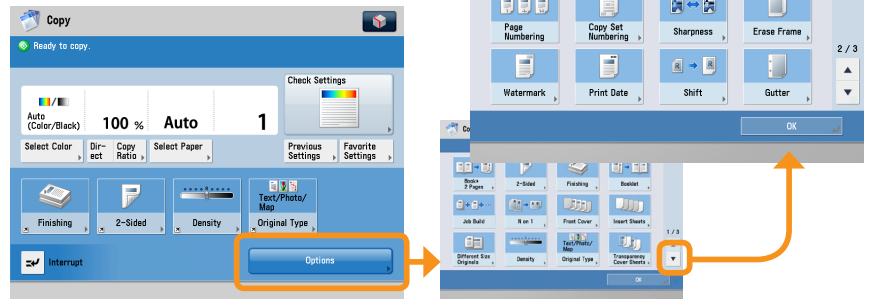 Copy
Ready to copy.
Check Settings
Auto
(Color/Black)
100 %
Auto
1
Select Color
Dir-
ect
Copy
Ratio
Select Paper
Previous
Settings
Favorite
Settings
Text/Photo/
Map
Finishing
2-Sided
Density
Original Type
Interrupt
Options
Co
Book▸
2 Pages
2-Sided
Finishing
Booklet
Job Build
N on 1
Front Cover
Insert Sheets
1 / 3
Text/Photo/
Map
Different Size
Originals
Density
Original Type
Transparency
Cover Sheets
OK
Page
Numbering
Copy Set
Numbering
Sharpness
Erase Frame
2 / 3
Watermark
Print Date
Shift
Gutter
OK